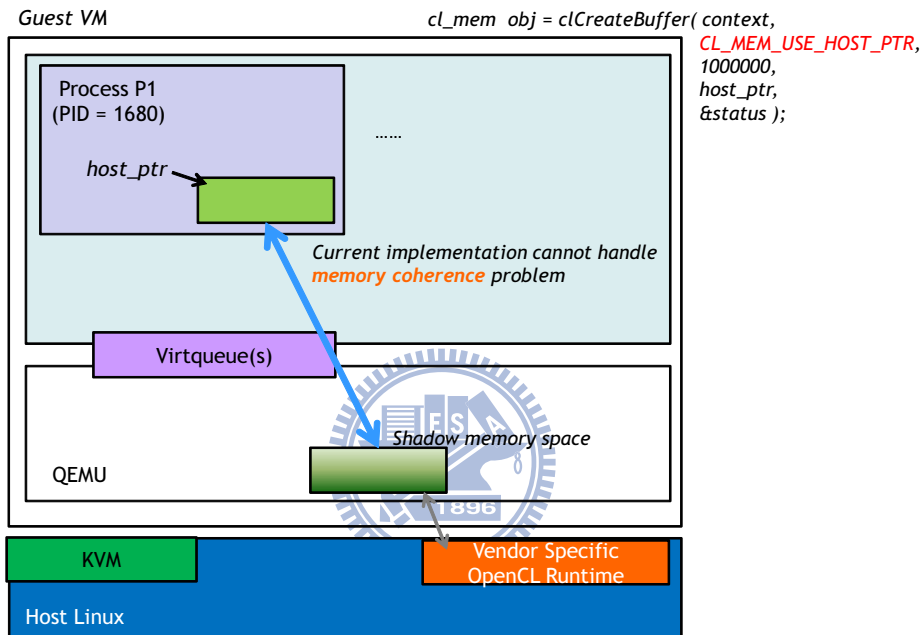 Guest VM
cl_mem obj = clCreateBuffer( context,
CL_MEM_USE_HOST_PTR,
1000000,
host_ptr,
&status );
Process P1
(PID = 1680)
……
host_ptr
Current implementation cannot handle
memory coherence problem
Virtqueue(s)
E S A
Shadow memory space
QEMU
1896
KVM
Vendor Specific
OpenCL Runtime
Host Linux